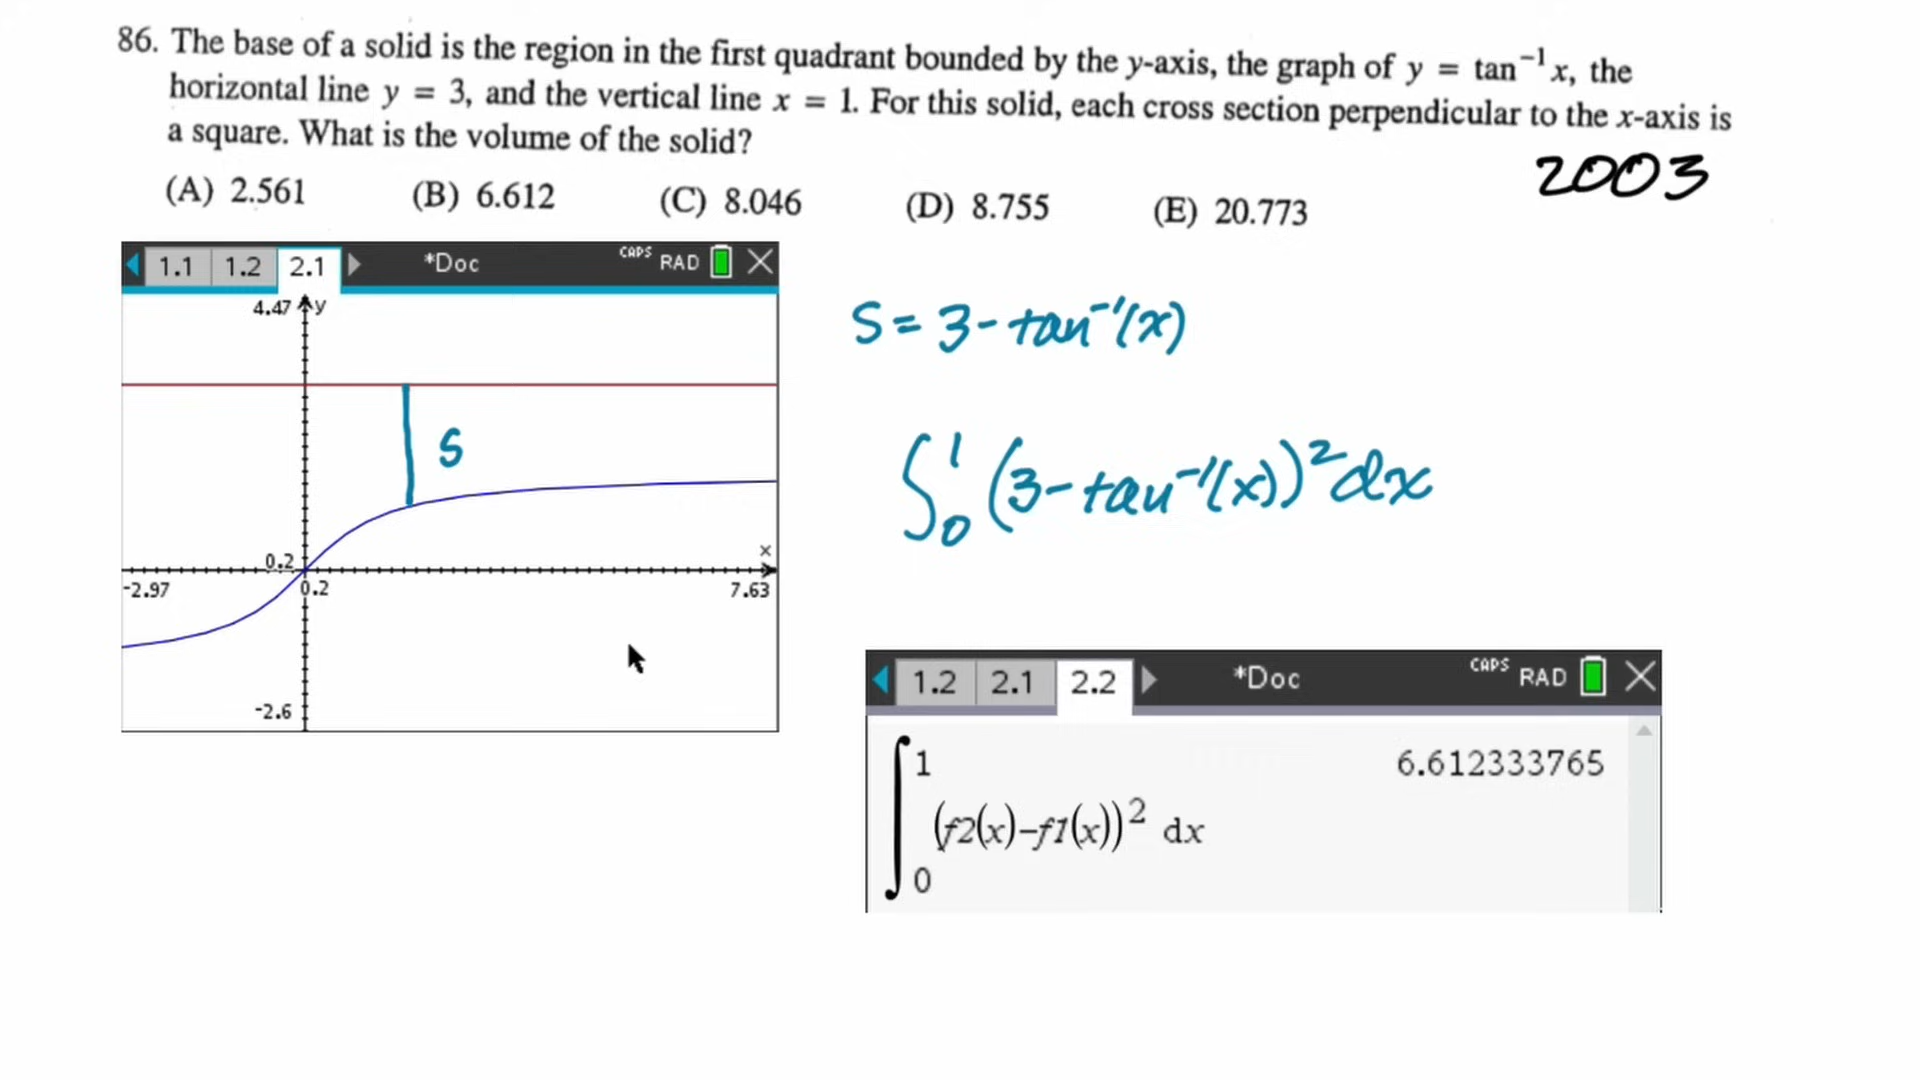 86. The base of a solid is the region in the first quadrant bounded by the y-axis, the graph of y = tan⁻¹x, the
horizontal line y = 3, and the vertical line x = 1. For this solid, each cross section perpendicular to the x-axis is
a square. What is the volume of the solid?
2003
(A) 2.561 (B) 6.612 (C) 8.046 (D) 8.755 (E) 20.773
1.1 1.2 2.1 *Doc CAPS RAD
4.47 y
S
0.2 x
-2.97 0.2 7.63
-2.6
S = 3 - tan⁻¹(x)
∫₀¹ (3 - tan⁻¹(x))² dx
1.2 2.1 2.2 *Doc CAPS RAD
∫₀¹ (f2(x)-f1(x))² dx 6.612333765